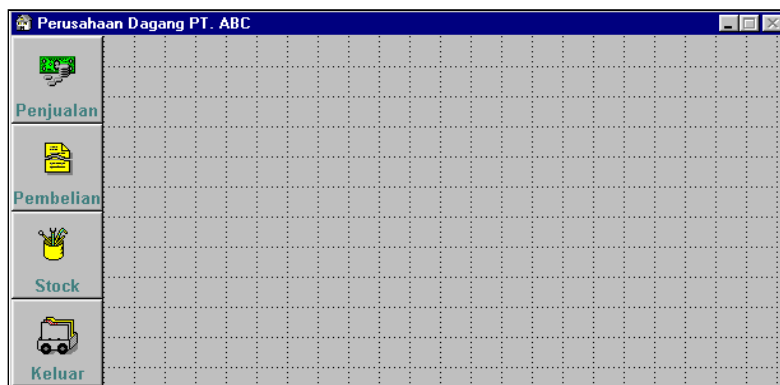 Perusahaan Dagang PT. ABC
Penjualan
Pembelian
Stock
Keluar